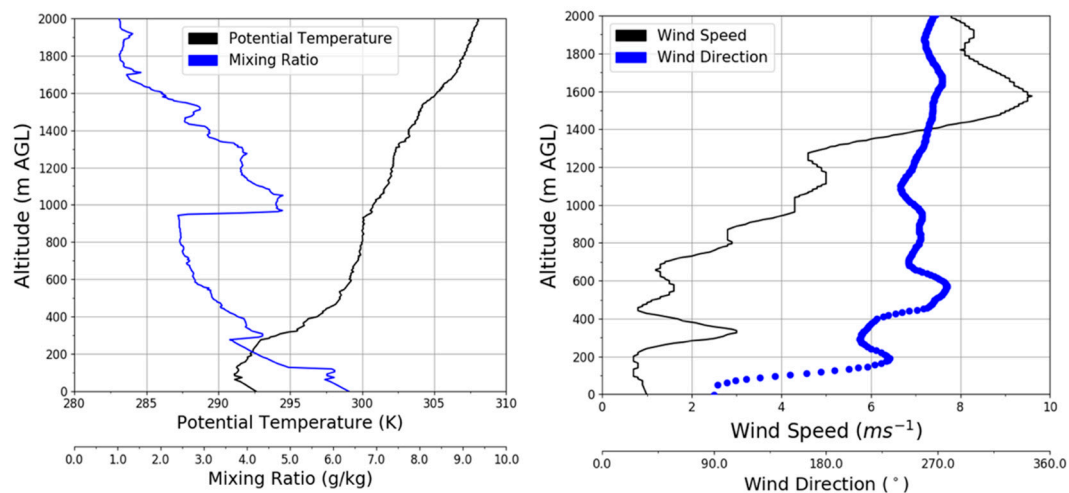 2000
1800
1600
1400
1200
1000
800
600
400
200
0
Altitude (m AGL)
Potential Temperature
Mixing Ratio
280 285 290 295 300 305 310
Potential Temperature (K)
0.0 1.0 2.0 3.0 4.0 5.0 6.0 7.0 8.0 9.0 10.0
Mixing Ratio (g/kg)
2000
1800
1600
1400
1200
1000
800
600
400
200
0
Altitude (m AGL)
Wind Speed
Wind Direction
0 2 4 6 8 10
Wind Speed (ms⁻¹)
0.0 90.0 180.0 270.0 360.0
Wind Direction (°)